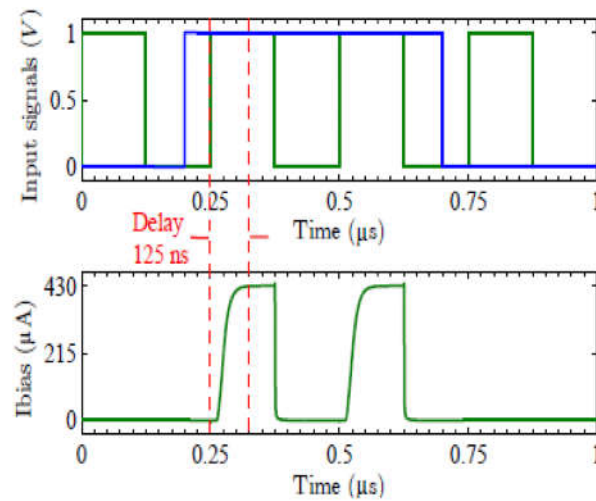 Input signals (V)
1
0.5
0
0 0.25 0.5 0.75 1
Delay
125 ns
Time (µs)
Ibias (µA)
430
215
0
0 0.25 0.5 0.75 1
Time (µs)